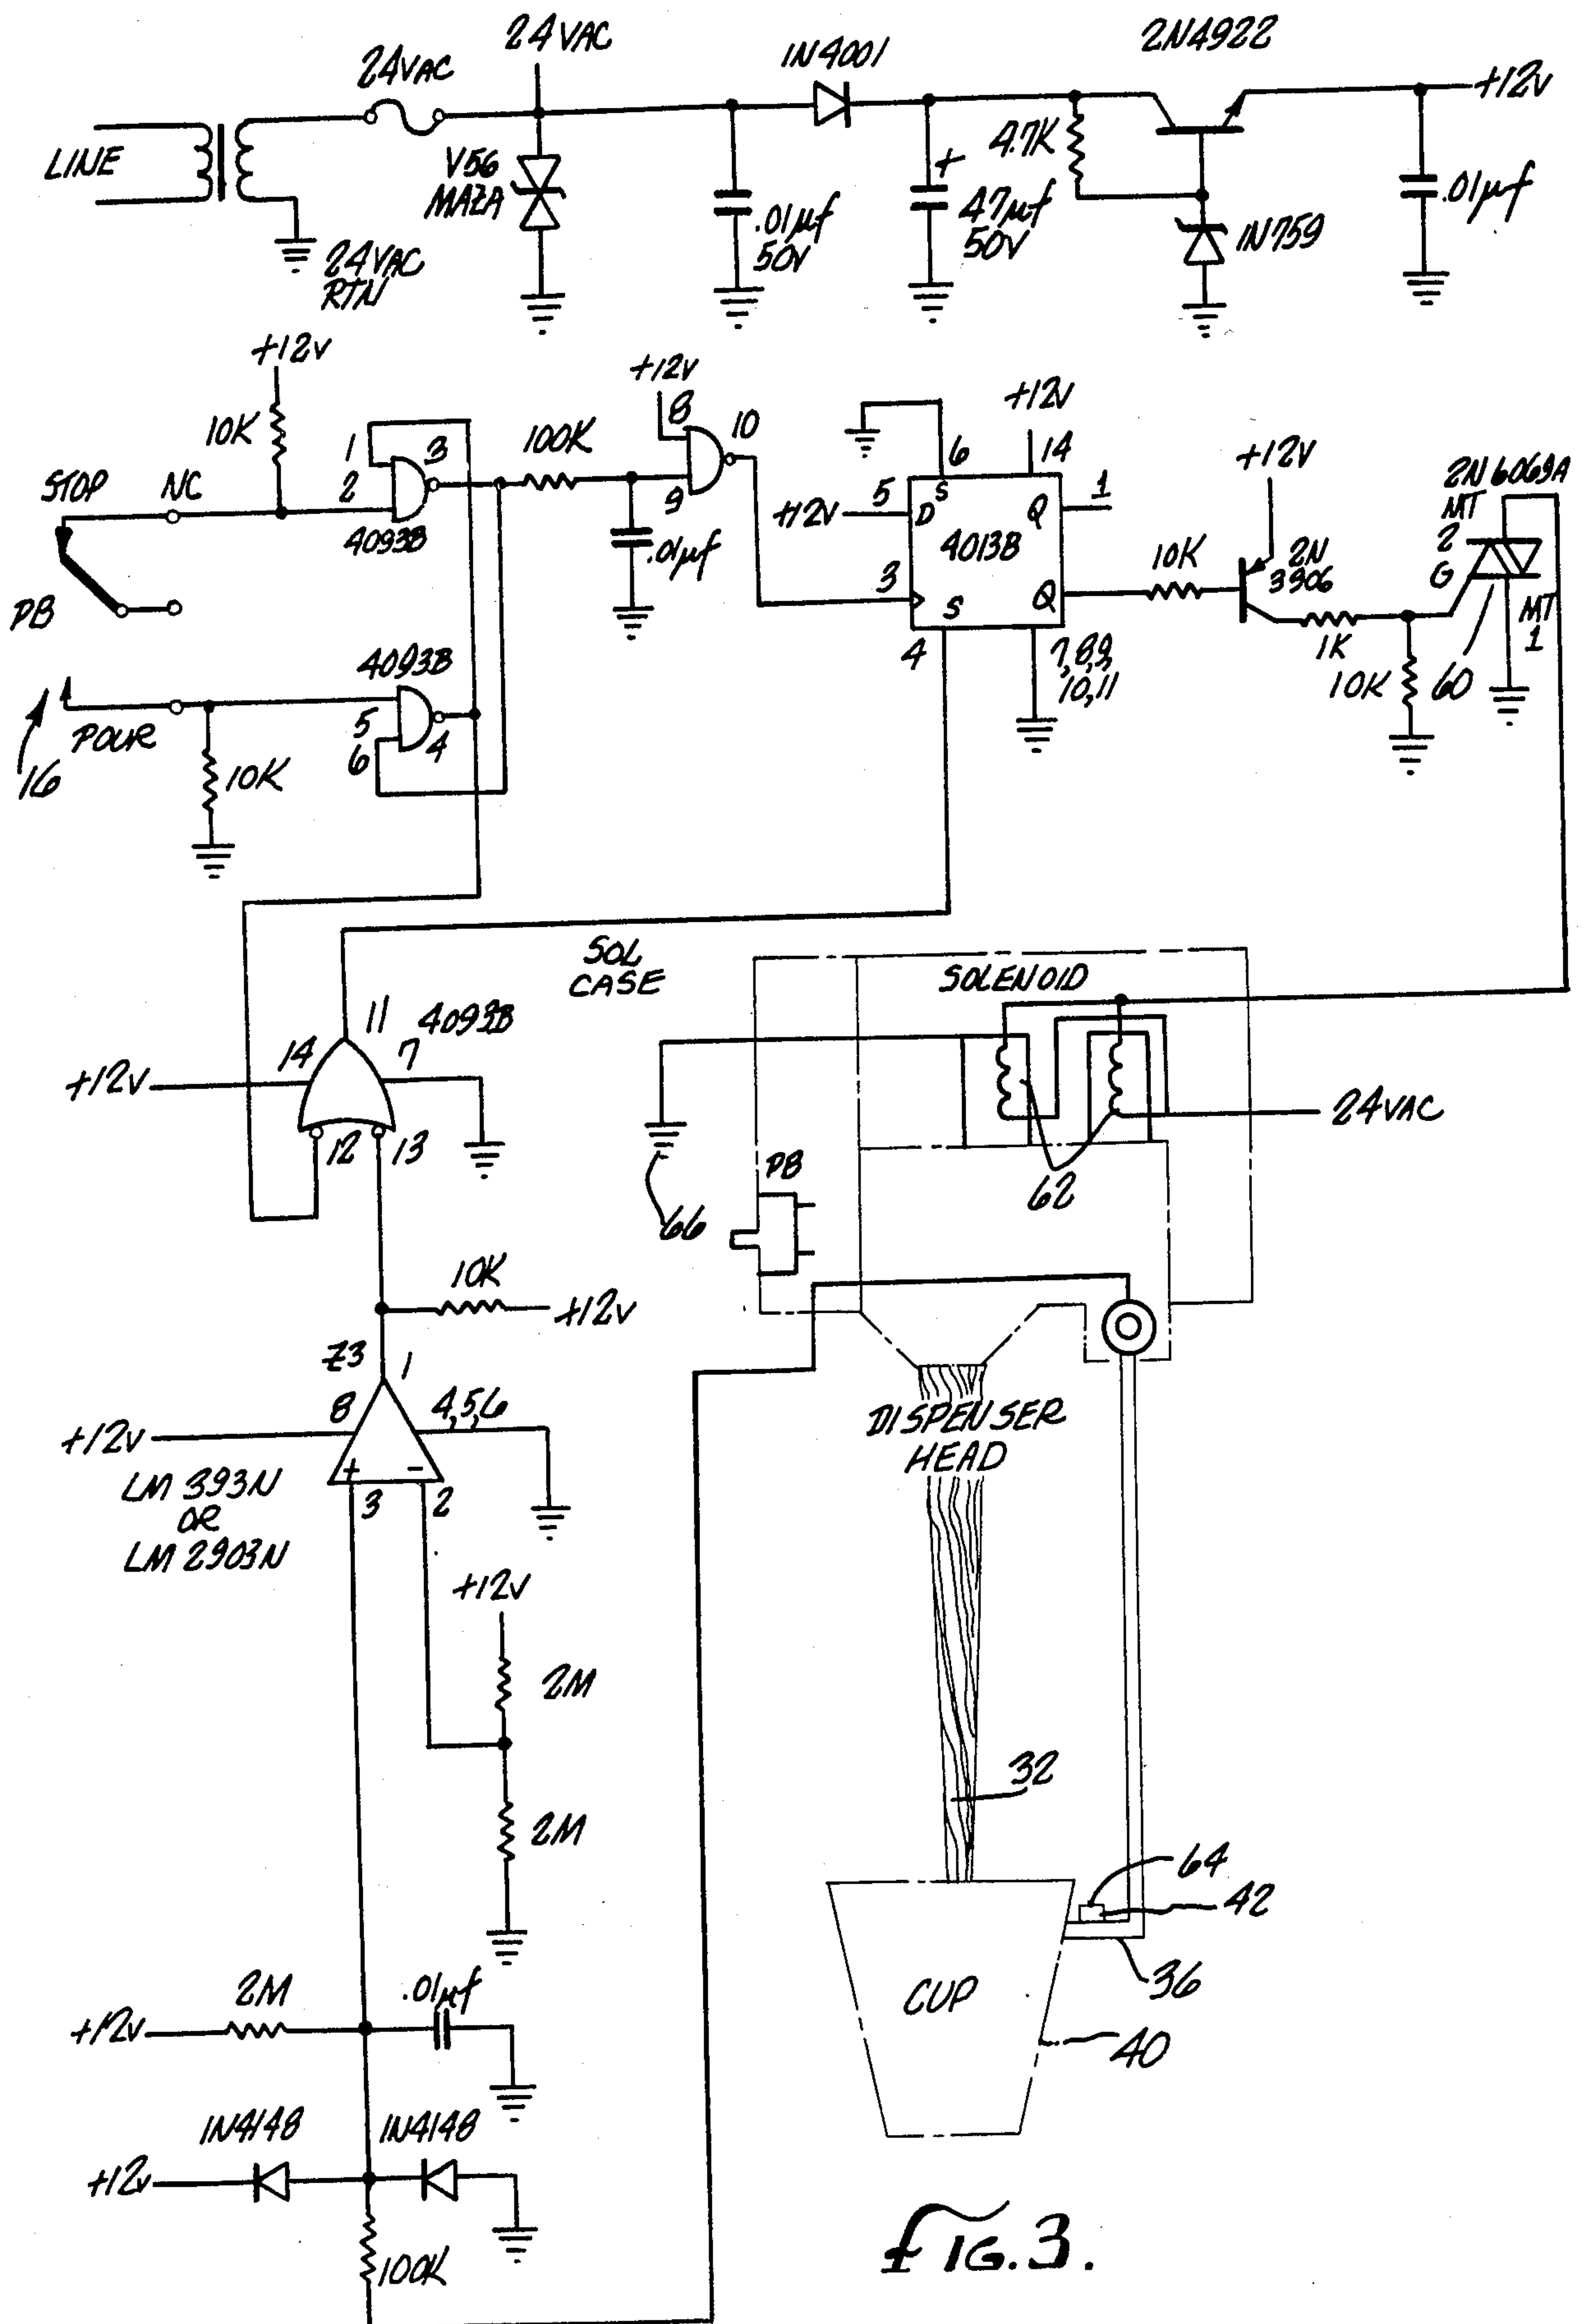 24VAC
24VAC
1N4001
2N4922
+12V
LINE
V56
MAZA
.01µf
50V
+
47µf
50V
4.7K
1N759
.01µf
24VAC
RTN
+12V
10K
STOP
NC
1
2
3
4093B
100K
+12V
8
9
10
.01µf
+12V
6
14
+12V
5
D
S
Q
1
4013B
3
S
Q
4
7,8,9,
10,11
10K
+12V
2N
3906
1K
10K
2N6069A
MT
2
G
MT
1
60
PB
4093B
5
6
4
POUR
16
10K
SOL
CASE
SOLENOID
11
4093B
14
7
+12V
12
13
24VAC
62
66
PB
10K
+12V
Z3
1
8
4,5,6
+12V
+
-
3
2
LM 393N
OR
LM 2903N
DISPENSER
HEAD
+12V
2M
2M
32
64
42
36
CUP
40
2M
.01µf
+12V
1N4148
1N4148
+12V
100K
FIG. 3.